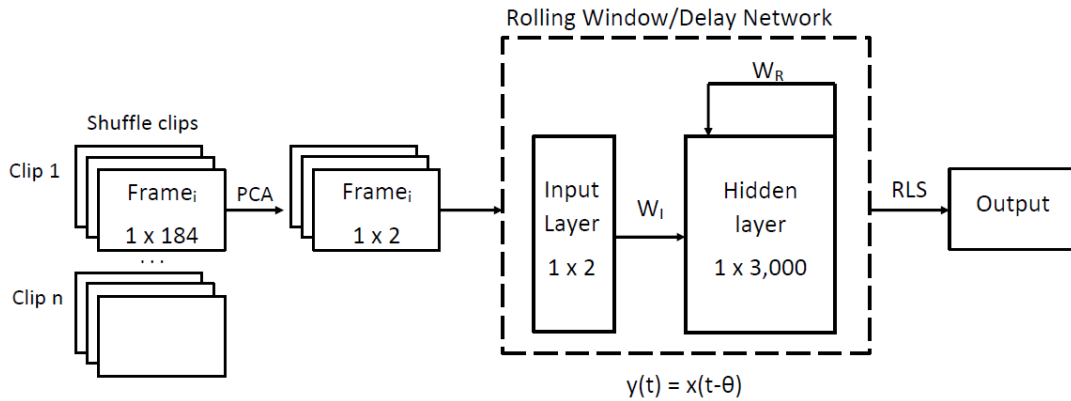 Rolling Window/Delay Network
Shuffle clips
Clip 1
Frameᵢ
1 x 184
PCA
Frameᵢ
1 x 2
Input
Layer
1 x 2
W_I
W_R
Hidden
layer
1 x 3,000
RLS
Output
. . .
Clip n
y(t) = x(t-θ)